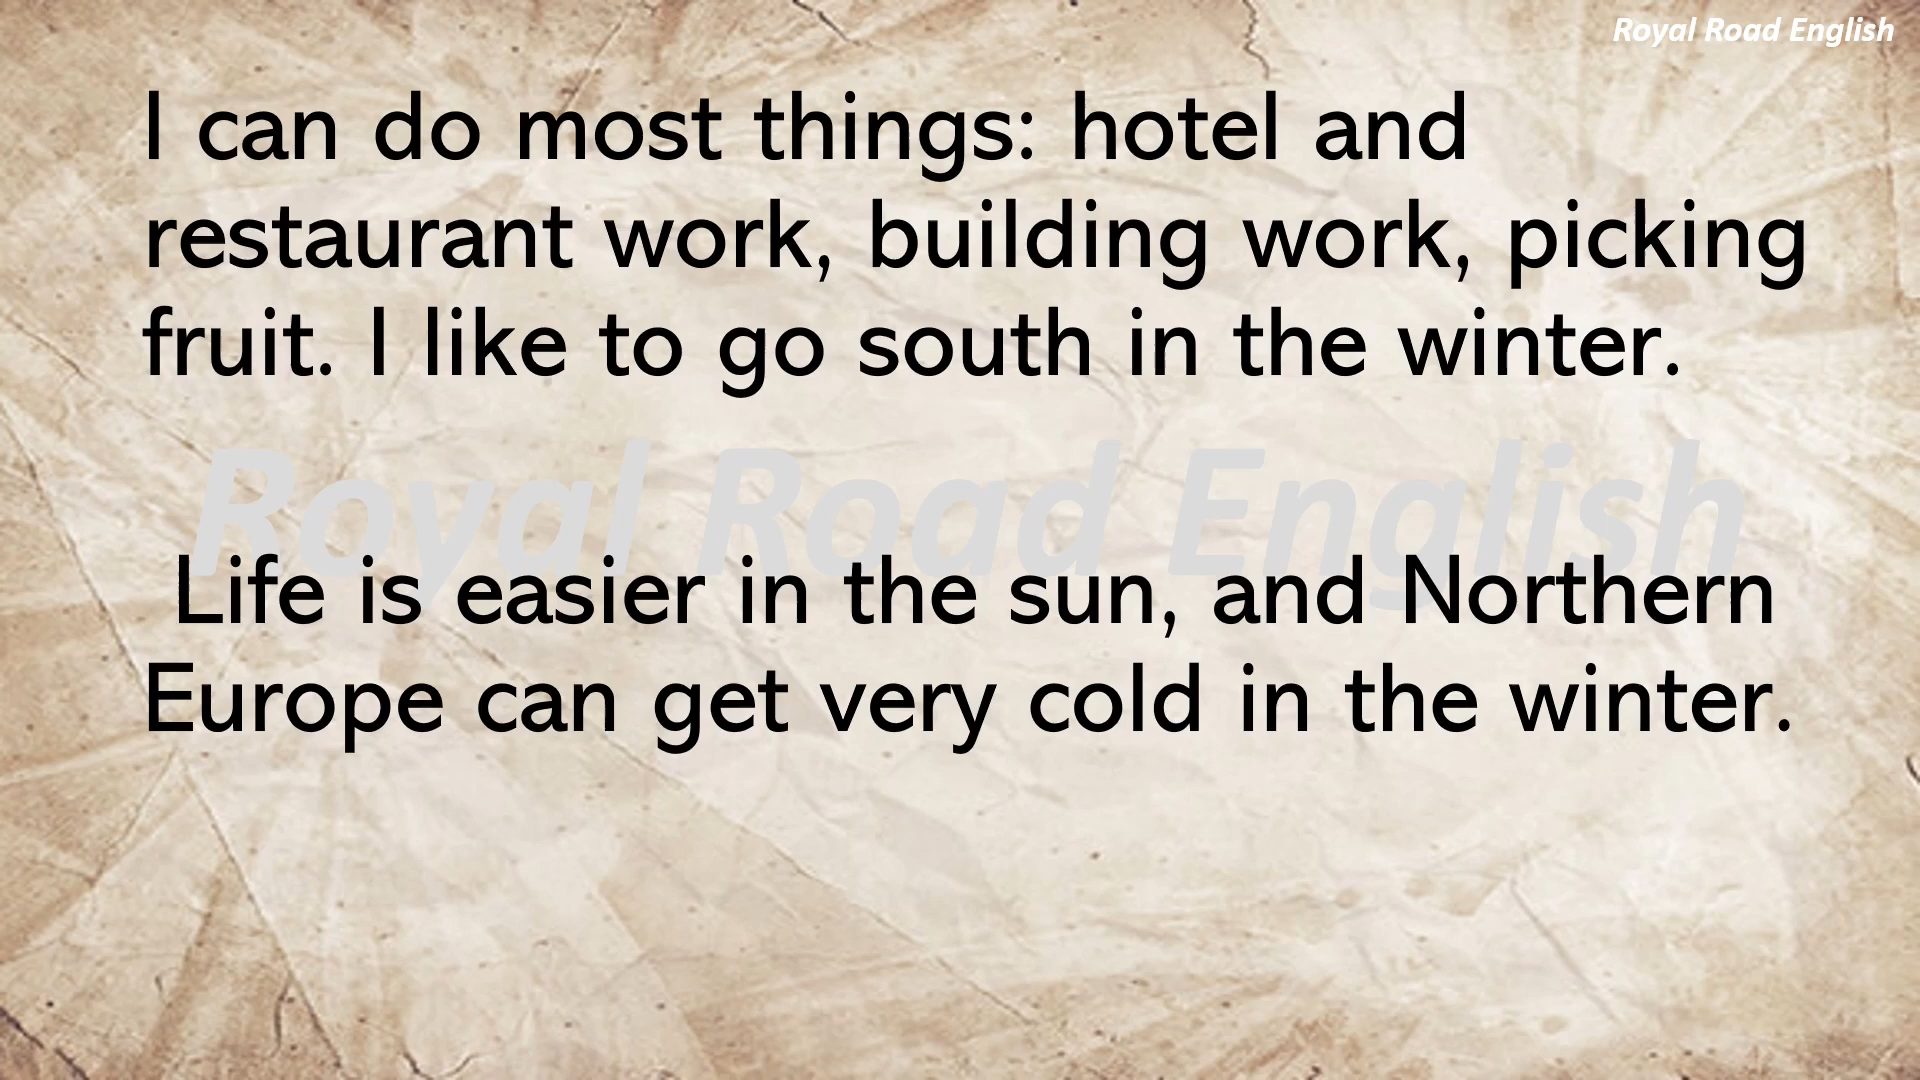 Royal Road English
I can do most things: hotel and
restaurant work, building work, picking
fruit. I like to go south in the winter.
Royal Road English
Life is easier in the sun, and Northern
Europe can get very cold in the winter.